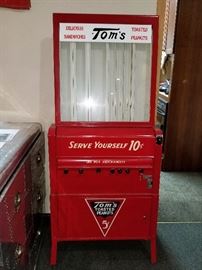 DELICIOUS
SANDWICHES
Tom's
TOASTED
PEANUTS
SERVE YOURSELF 10¢
Tom's
TOASTED
PEANUTS
5¢